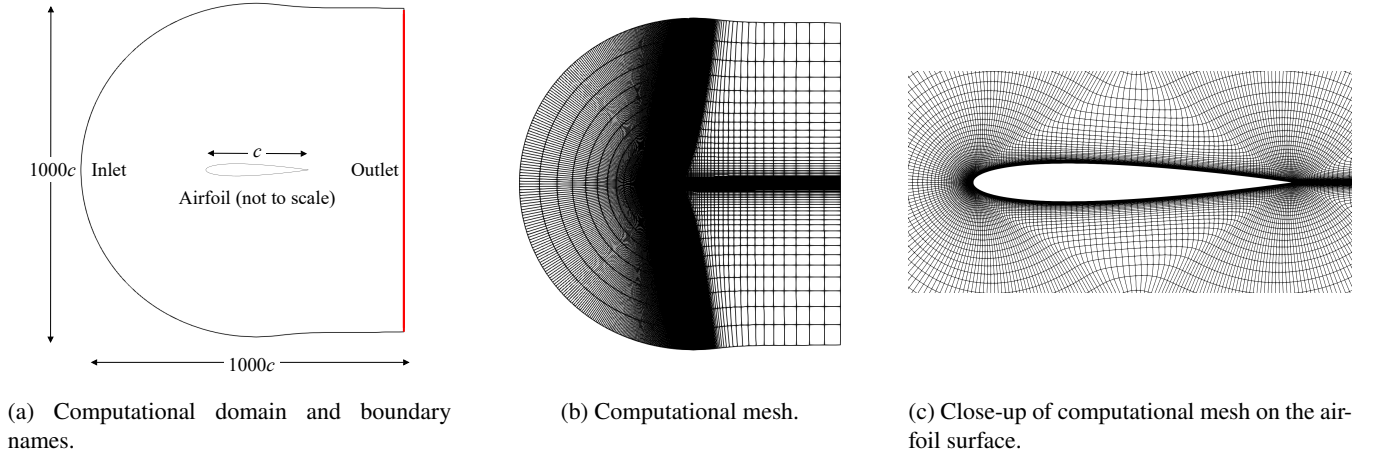 c
1000c
Inlet
Outlet
Airfoil (not to scale)
1000c
(a) Computational domain and boundary
names.
(b) Computational mesh.
(c) Close-up of computational mesh on the air-
foil surface.